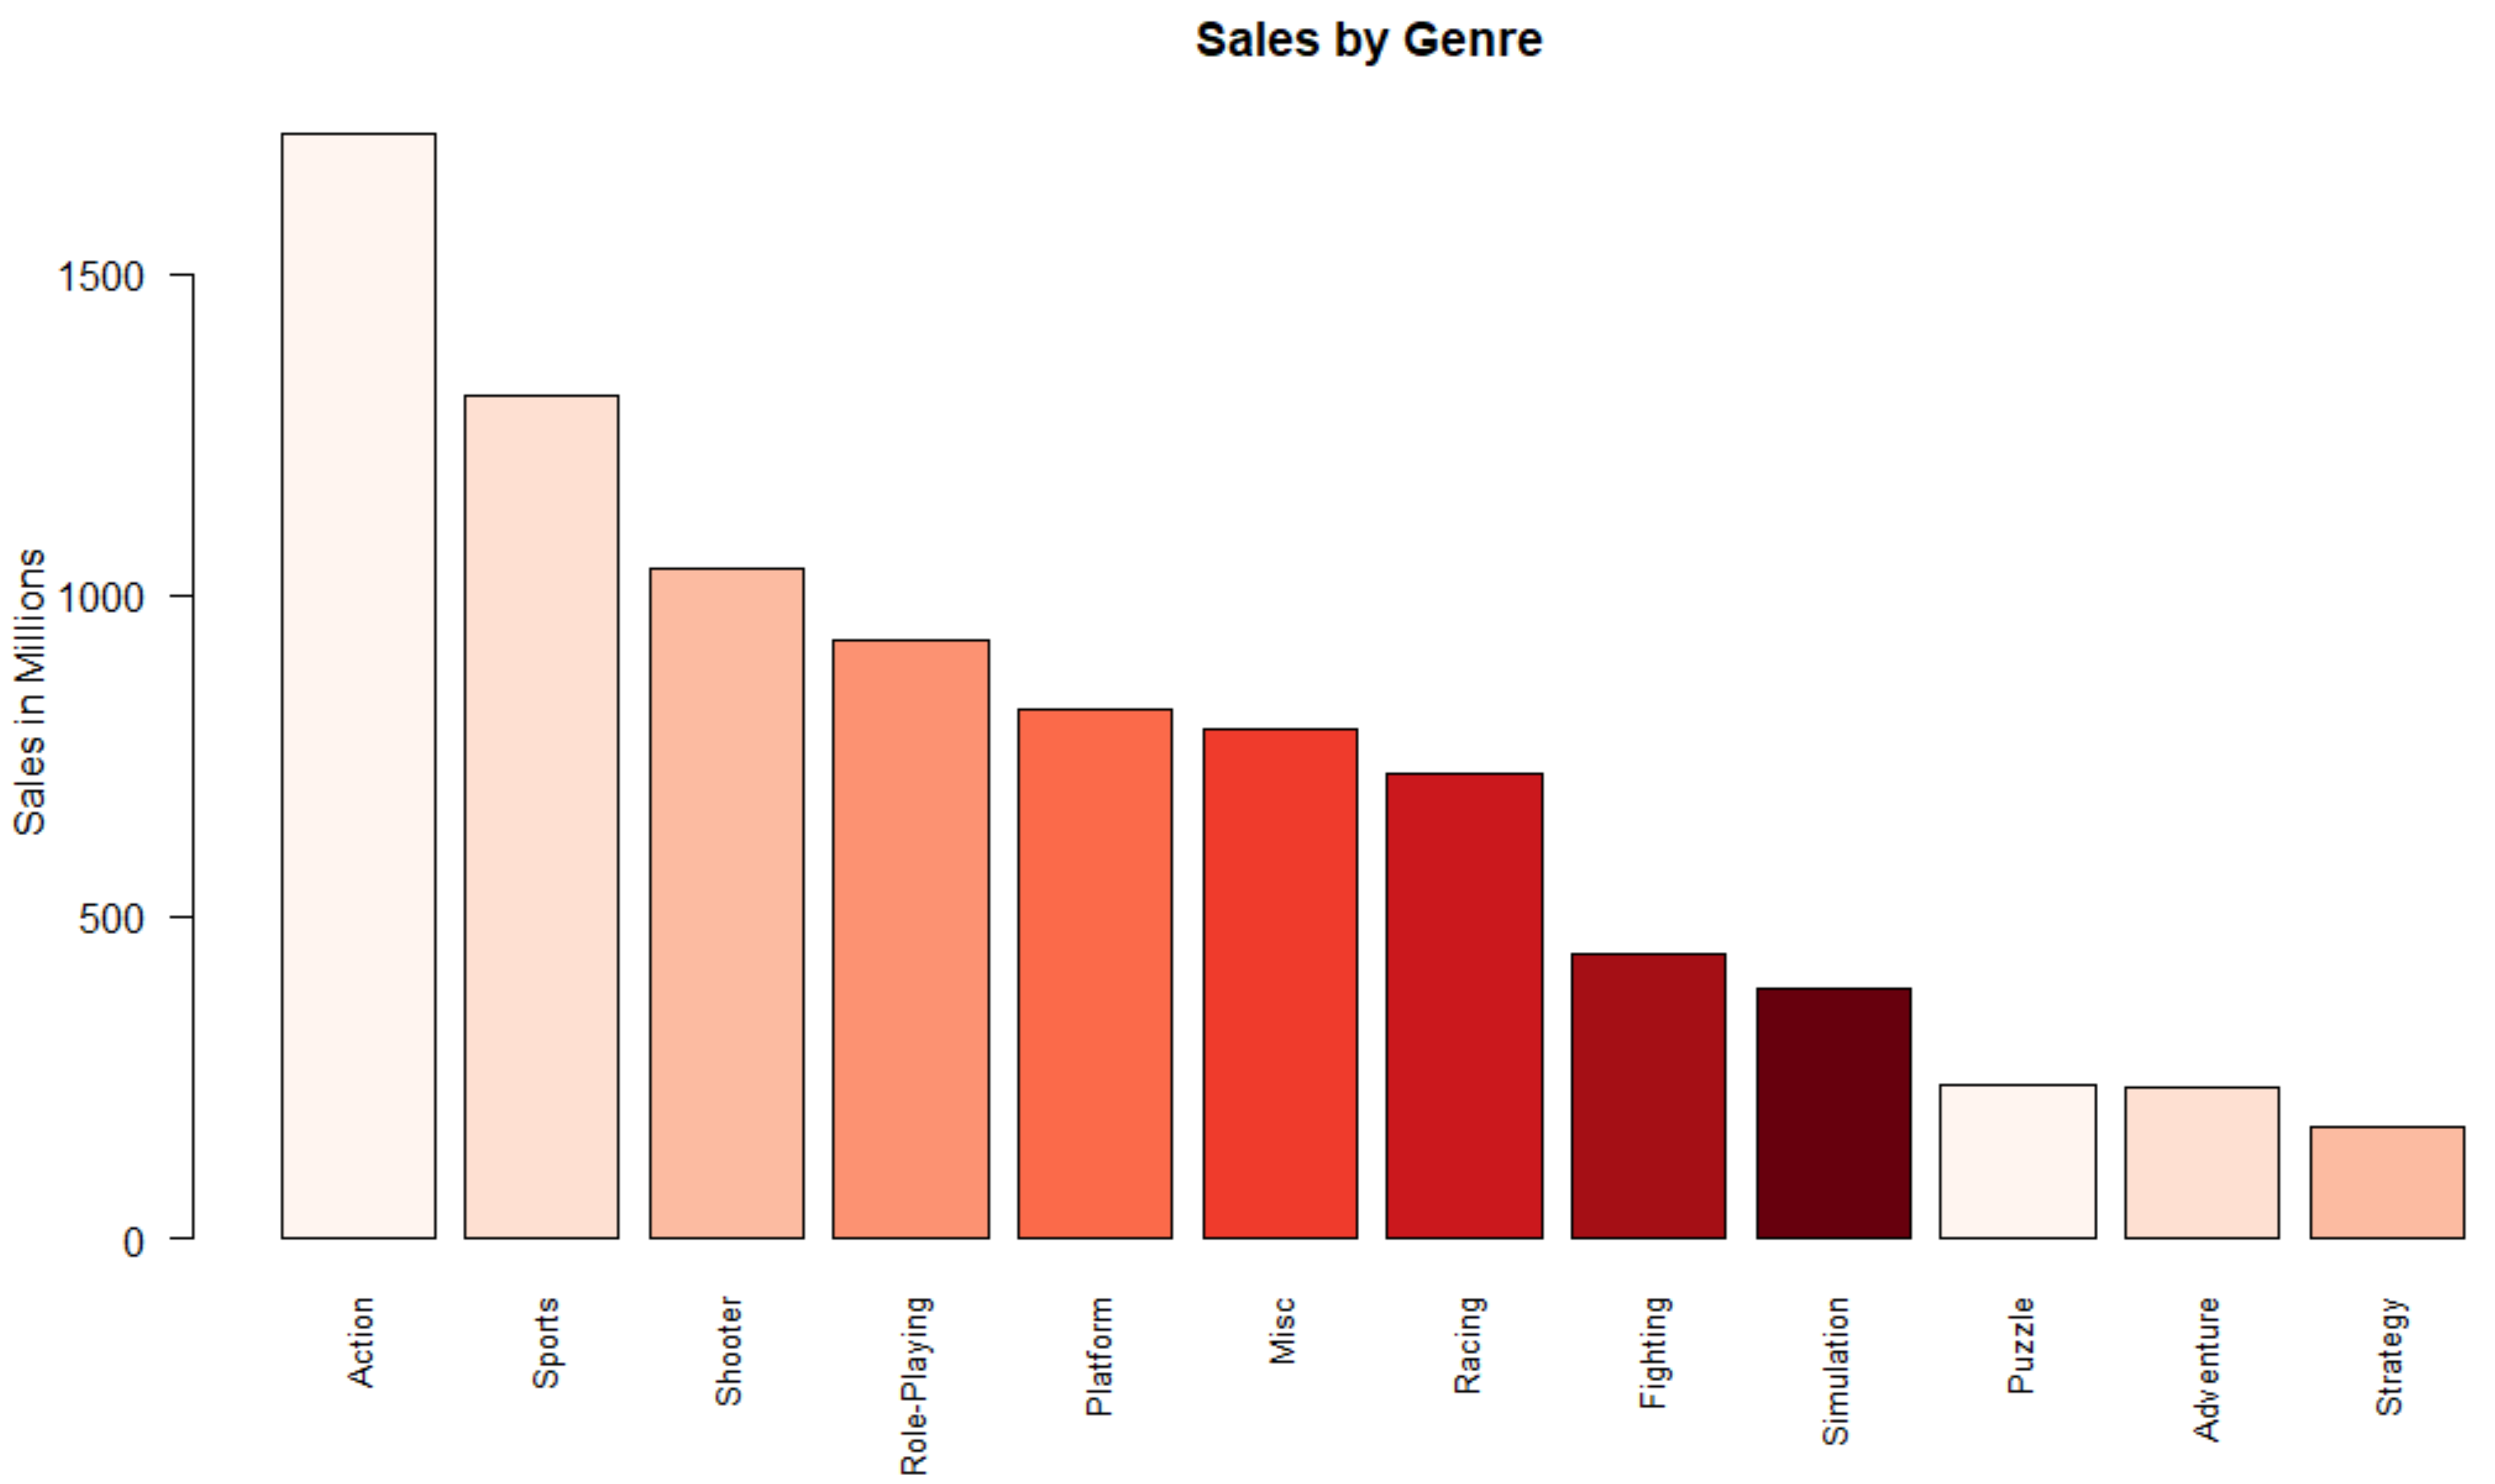 Sales by Genre
Sales in Millions
1500
1000
500
0
Action
Sports
Shooter
Role-Playing
Platform
Misc
Racing
Fighting
Simulation
Puzzle
Adventure
Strategy